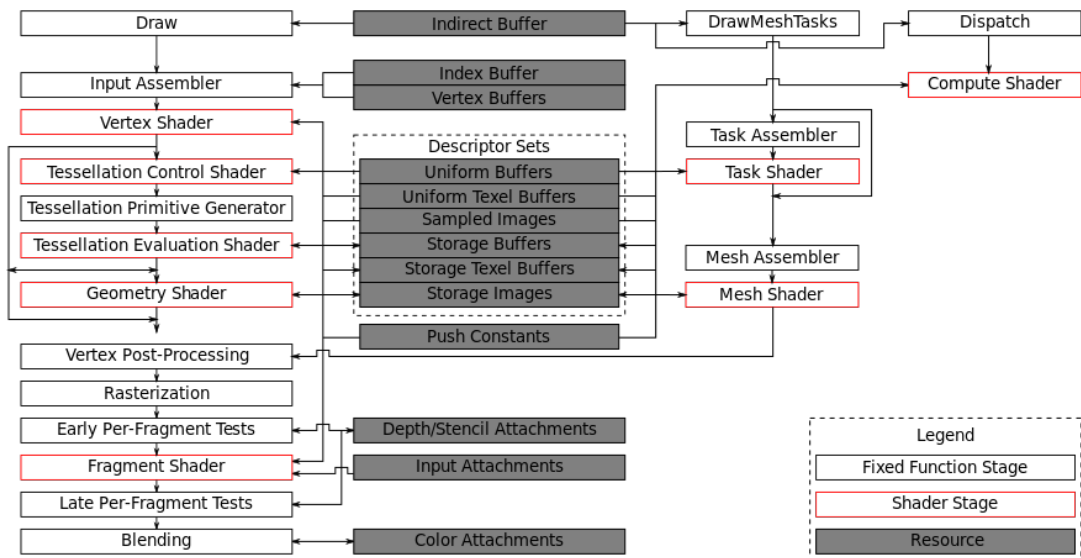 Draw
Indirect Buffer
DrawMeshTasks
Dispatch
Input Assembler
Index Buffer
Vertex Buffers
Compute Shader
Vertex Shader
Descriptor Sets
Task Assembler
Tessellation Control Shader
Uniform Buffers
Task Shader
Uniform Texel Buffers
Tessellation Primitive Generator
Sampled Images
Tessellation Evaluation Shader
Storage Buffers
Mesh Assembler
Storage Texel Buffers
Geometry Shader
Storage Images
Mesh Shader
Push Constants
Vertex Post-Processing
Rasterization
Early Per-Fragment Tests
Depth/Stencil Attachments
Fragment Shader
Input Attachments
Late Per-Fragment Tests
Blending
Color Attachments
Legend
Fixed Function Stage
Shader Stage
Resource